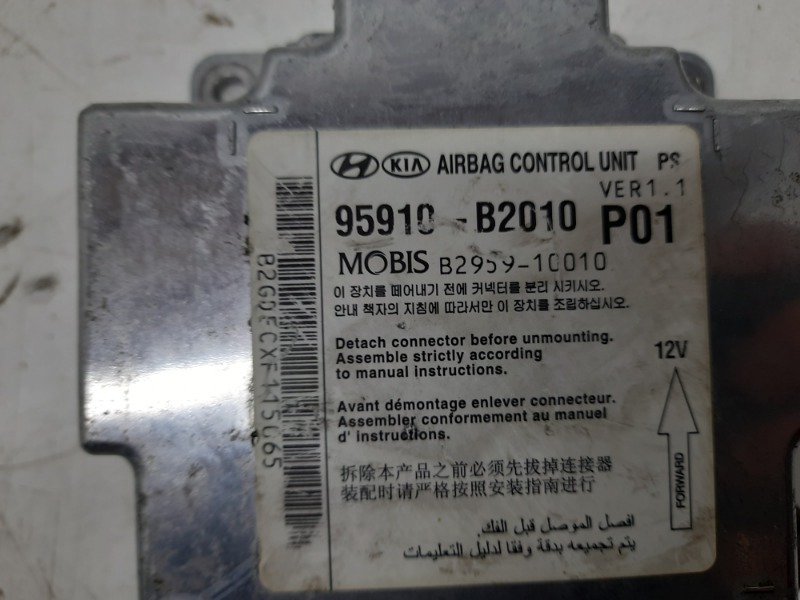 KIA AIRBAG CONTROL UNIT PS
VER1.1
95910-B2010 P01
MOBIS B2959-10010
이 장치를 떼어내기 전에 커넥터를 분리 시키시오.
안내 책자의 지침에 따라서만 이 장치를 조립하십시오.
Detach connector before unmounting.
Assemble strictly according
to manual instructions.
12V
Avant démontage enlever connecteur.
Assembler conformement au manuel
d' instructions.
FORWARD
拆除本产品之前必须先拔掉连接器
装配时请严格按照安装指南进行
افصل الموصل قبل الفك.
يتم تجميعه بدقة وفقا لدليل التعليمات